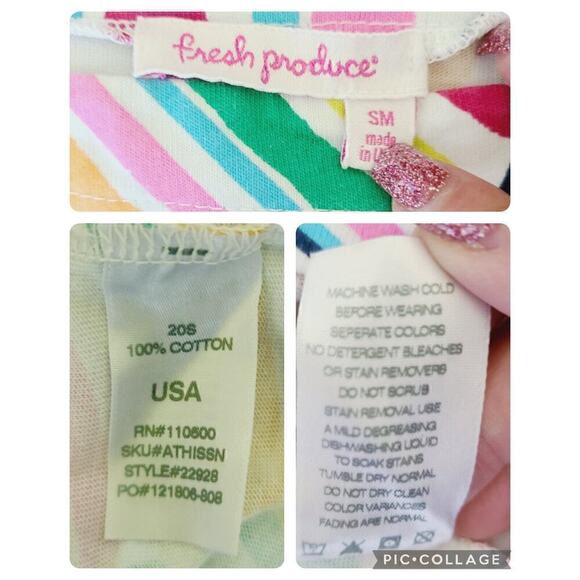 fresh produce
SM
made
in U
20S
100% COTTON
USA
RN#110600
SKU#ATHISSN
STYLE#22928
PO#121806-808
MACHINE WASH COLD
BEFORE WEARING
SEPERATE COLORS
NO DETERGENT BLEACHES
OR STAIN REMOVERS
DO NOT SCRUB
STAIN REMOVAL USE
A MILD DEGREASING
DISHWASHING LIQUID
TO SOAK STAINS
TUMBLE DRY NORMAL
DO NOT DRY CLEAN
COLOR VARIANCES
FADING ARE NORMAL
PIC•COLLAGE